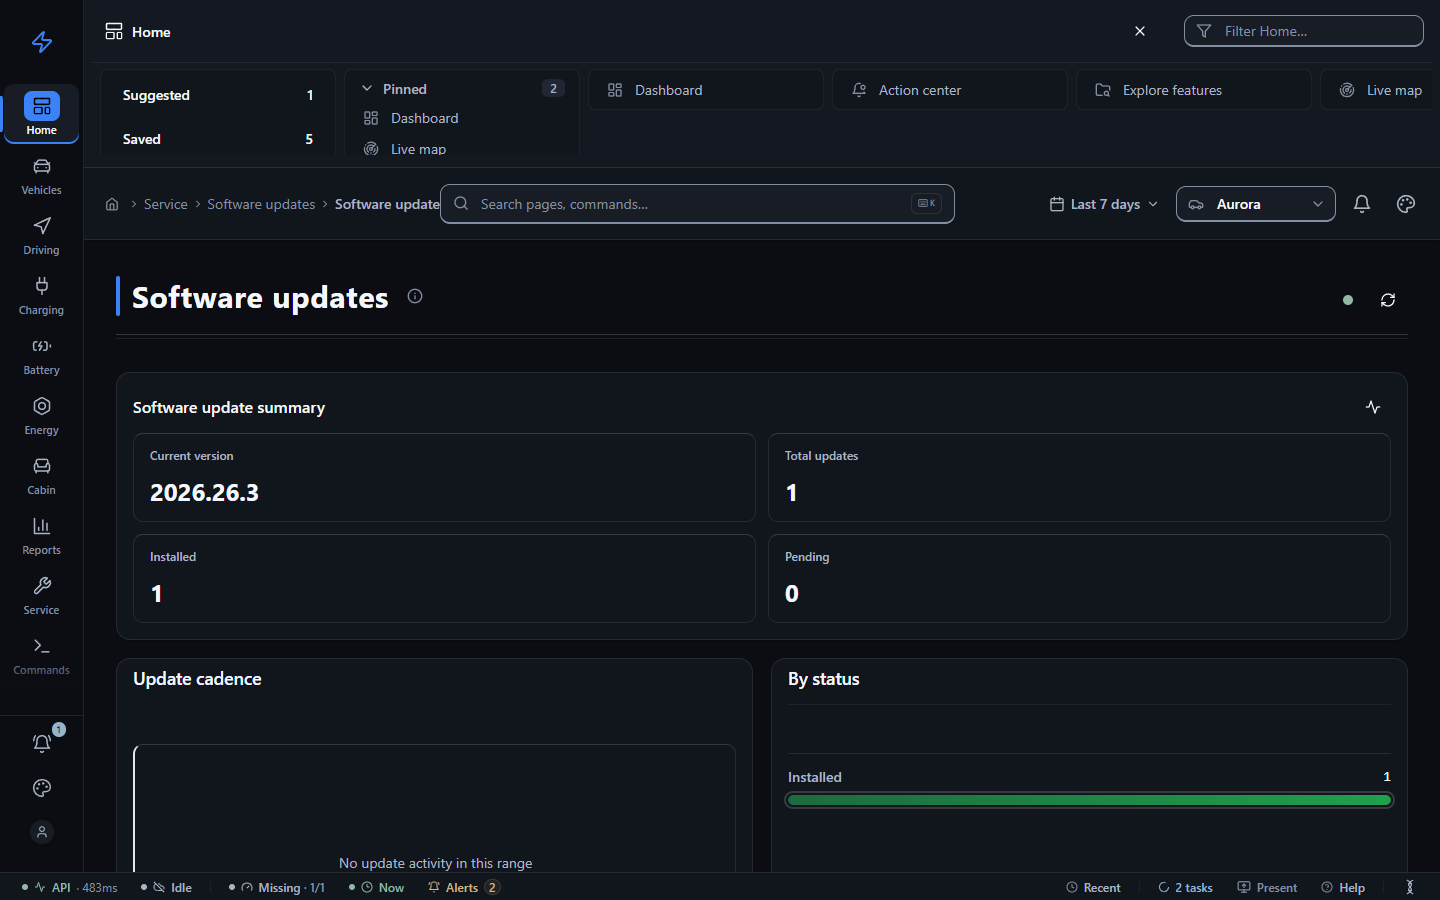 Home
Filter Home...
Suggested 1
Saved 5
Pinned 2
Dashboard
Live map
Dashboard
Action center
Explore features
Live map
Home
Vehicles
Driving
Charging
Battery
Energy
Cabin
Reports
Service
Commands
1
Service
Software updates
Software update
Search pages, commands...
K
Last 7 days
Aurora
Software updates
Software update summary
Current version
2026.26.3
Total updates
1
Installed
1
Pending
0
Update cadence
No update activity in this range
By status
Installed 1
API · 483ms
Idle
Missing · 1/1
Now
Alerts 2
Recent
2 tasks
Present
Help